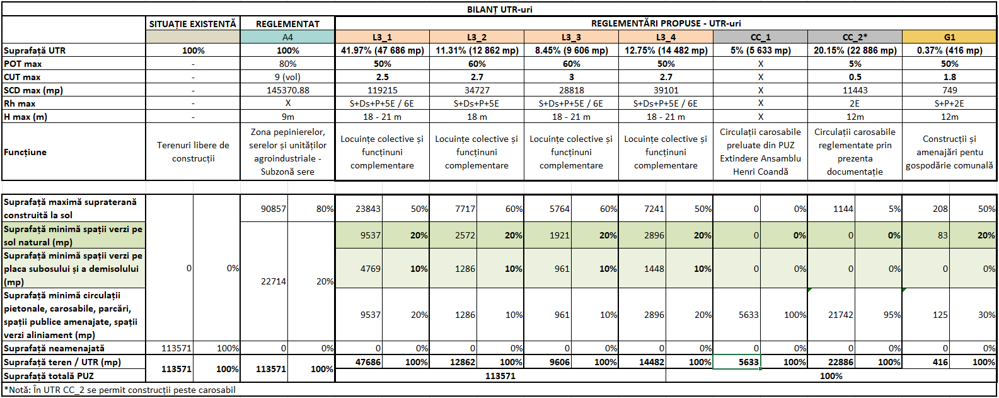 BILANȚ UTR-uri
SITUAȚIE EXISTENTĂ REGLEMENTAT REGLEMENTĂRI PROPUSE - UTR-uri
A4 L3_1 L3_2 L3_3 L3_4 CC_1 CC_2* G1
Suprafață UTR 100% 100% 41.97% (47 686 mp) 11.31% (12 862 mp) 8.45% (9 606 mp) 12.75% (14 482 mp) 5% (5 633 mp) 20.15% (22 886 mp) 0.37% (416 mp)
POT max - 80% 50% 60% 60% 50% X 5% 50%
CUT max - 9 (vol) 2.5 2.7 3 2.7 X 0.5 1.8
SCD max (mp) - 145370.88 119215 34727 28818 39101 X 11443 749
Rh max - X S+Ds+P+5E / 6E S+Ds+P+5E S+Ds+P+5E / 6E S+Ds+P+5E / 6E X 2E S+P+2E
H max (m) - 9m 18 - 21 m 18 m 18 - 21 m 18 - 21 m X 12m 12m
Funcțiune
Terenuri libere de
construcții
Zona pepinierelor,
serelor și unităților
agroindustriale -
Subzonă sere
Locuințe colective și
funcținuni
complementare
Locuințe colective și
funcținuni
complementare
Locuințe colective și
funcținuni
complementare
Locuințe colective și
funcținuni
complementare
Circulații carosabile
preluate din PUZ
Extindere Ansamblu
Henri Coandă
Circulații carosabile
reglementate prin
prezenta
documentație
Construcții și
amenajări pentu
gospodărie comunală
Suprafață maximă supraterană
construită la sol
90857 80% 23843 50% 7717 60% 5764 60% 7241 50% 0 0% 1144 5% 208 50%
Suprafață minimă spații verzi pe
sol natural (mp)
9537 20% 2572 20% 1921 20% 2896 20% 0 0% 0 0% 83 20%
Suprafață minimă spații verzi pe
placa subosului și a demisolului
(mp)
0 0% 22714 20% 4769 10% 1286 10% 961 10% 1448 10% 0 0% 0 0% 0 0%
Suprafață minimă circulații
pietonale, carosabile, parcări,
spații publice amenajate, spații
verzi aliniament (mp)
9537 20% 1286 10% 961 10% 2896 20% 5633 100% 21742 95% 125 30%
Suprafață neamenajată 113571 100% 0 0% 0 0% 0 0% 0 0% 0 0% 0 0% 0 0% 0 0%
Suprafață teren / UTR (mp) 113571 100% 113571 100% 47686 100% 12862 100% 9606 100% 14482 100% 5633 100% 22886 100% 416 100%
Suprafață totală PUZ 113571 100%
*Notă: În UTR CC_2 se permit construcții peste carosabil